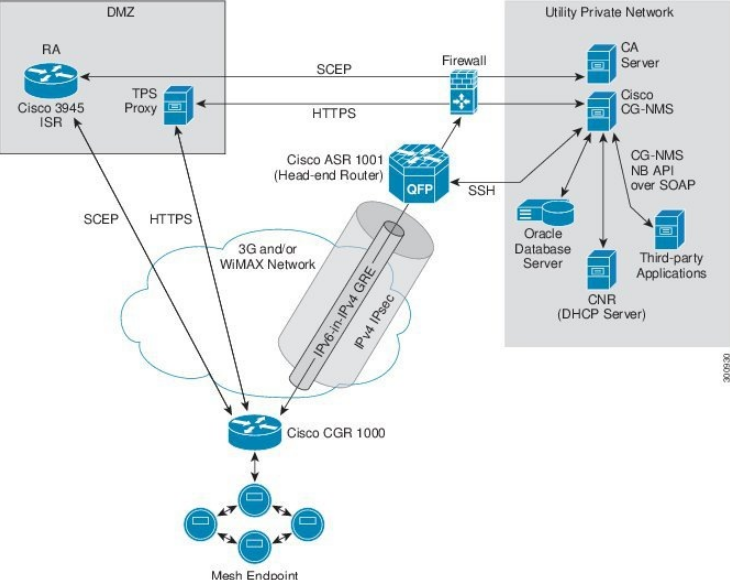 DMZ
Utility Private Network
RA
Cisco 3945
ISR
TPS
Proxy
SCEP
HTTPS
Firewall
CA
Server
Cisco
CG-NMS
Cisco ASR 1001
(Head-end Router)
QFP
SSH
CG-NMS
NB API
over SOAP
Oracle
Database
Server
Third-party
Applications
CNR
(DHCP Server)
SCEP
HTTPS
3G and/or
WiMAX Network
IPv6-in-IPv4 GRE
IPv4 IPsec
300930
Cisco CGR 1000
Mesh Endpoint